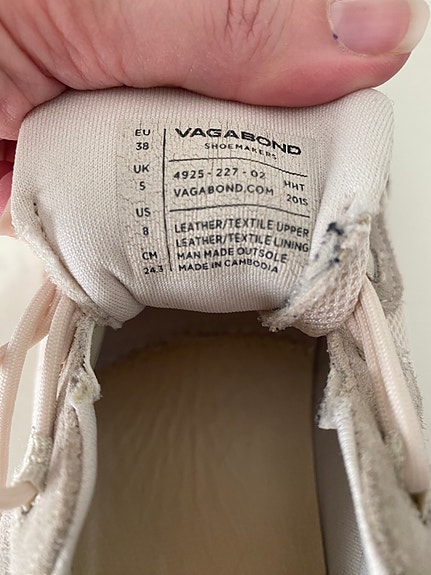 EU
38
UK
5
US
8
CM
24.3
VAGABOND
SHOEMAKERS
4925-227-02 HHT
VAGABOND.COM 2015
LEATHER/TEXTILE UPPER
LEATHER/TEXTILE LINING
MAN MADE OUTSOLE
MADE IN CAMBODIA